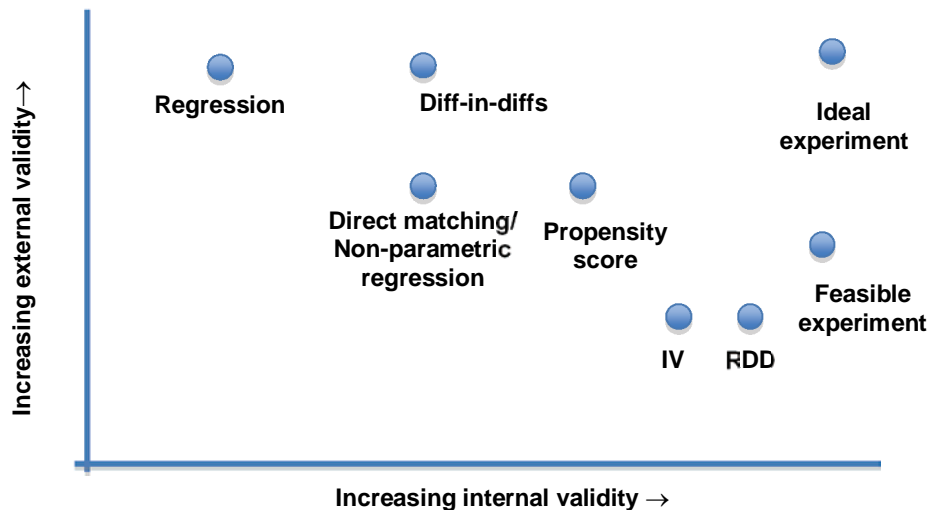 Increasing external validity→
Regression
Diff-in-diffs
Ideal
experiment
Direct matching/
Non-parametric
regression
Propensity
score
Feasible
experiment
IV
RDD
Increasing internal validity →